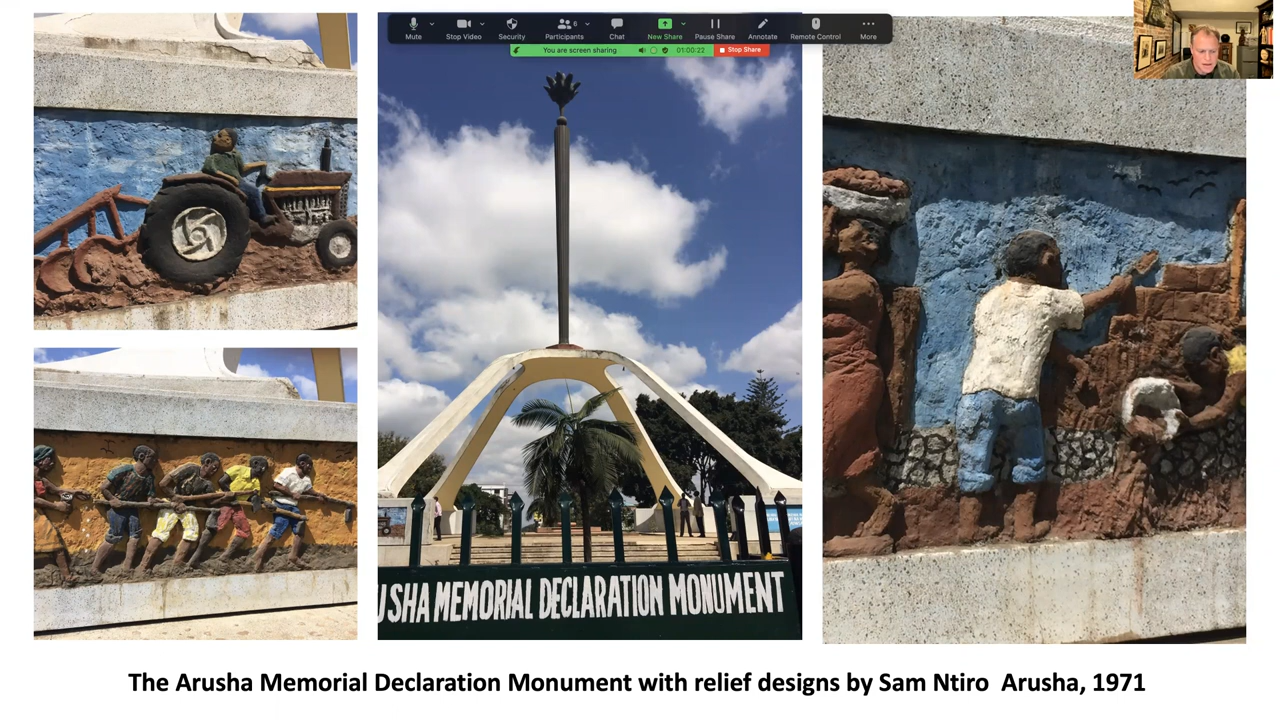 Mute
Stop Video
Security
Participants
6
Chat
New Share
Pause Share
Annotate
Remote Control
More
You are screen sharing
01:00:22
Stop Share
USHA MEMORIAL DECLARATION MONUMENT
The Arusha Memorial Declaration Monument with relief designs by Sam Ntiro Arusha, 1971